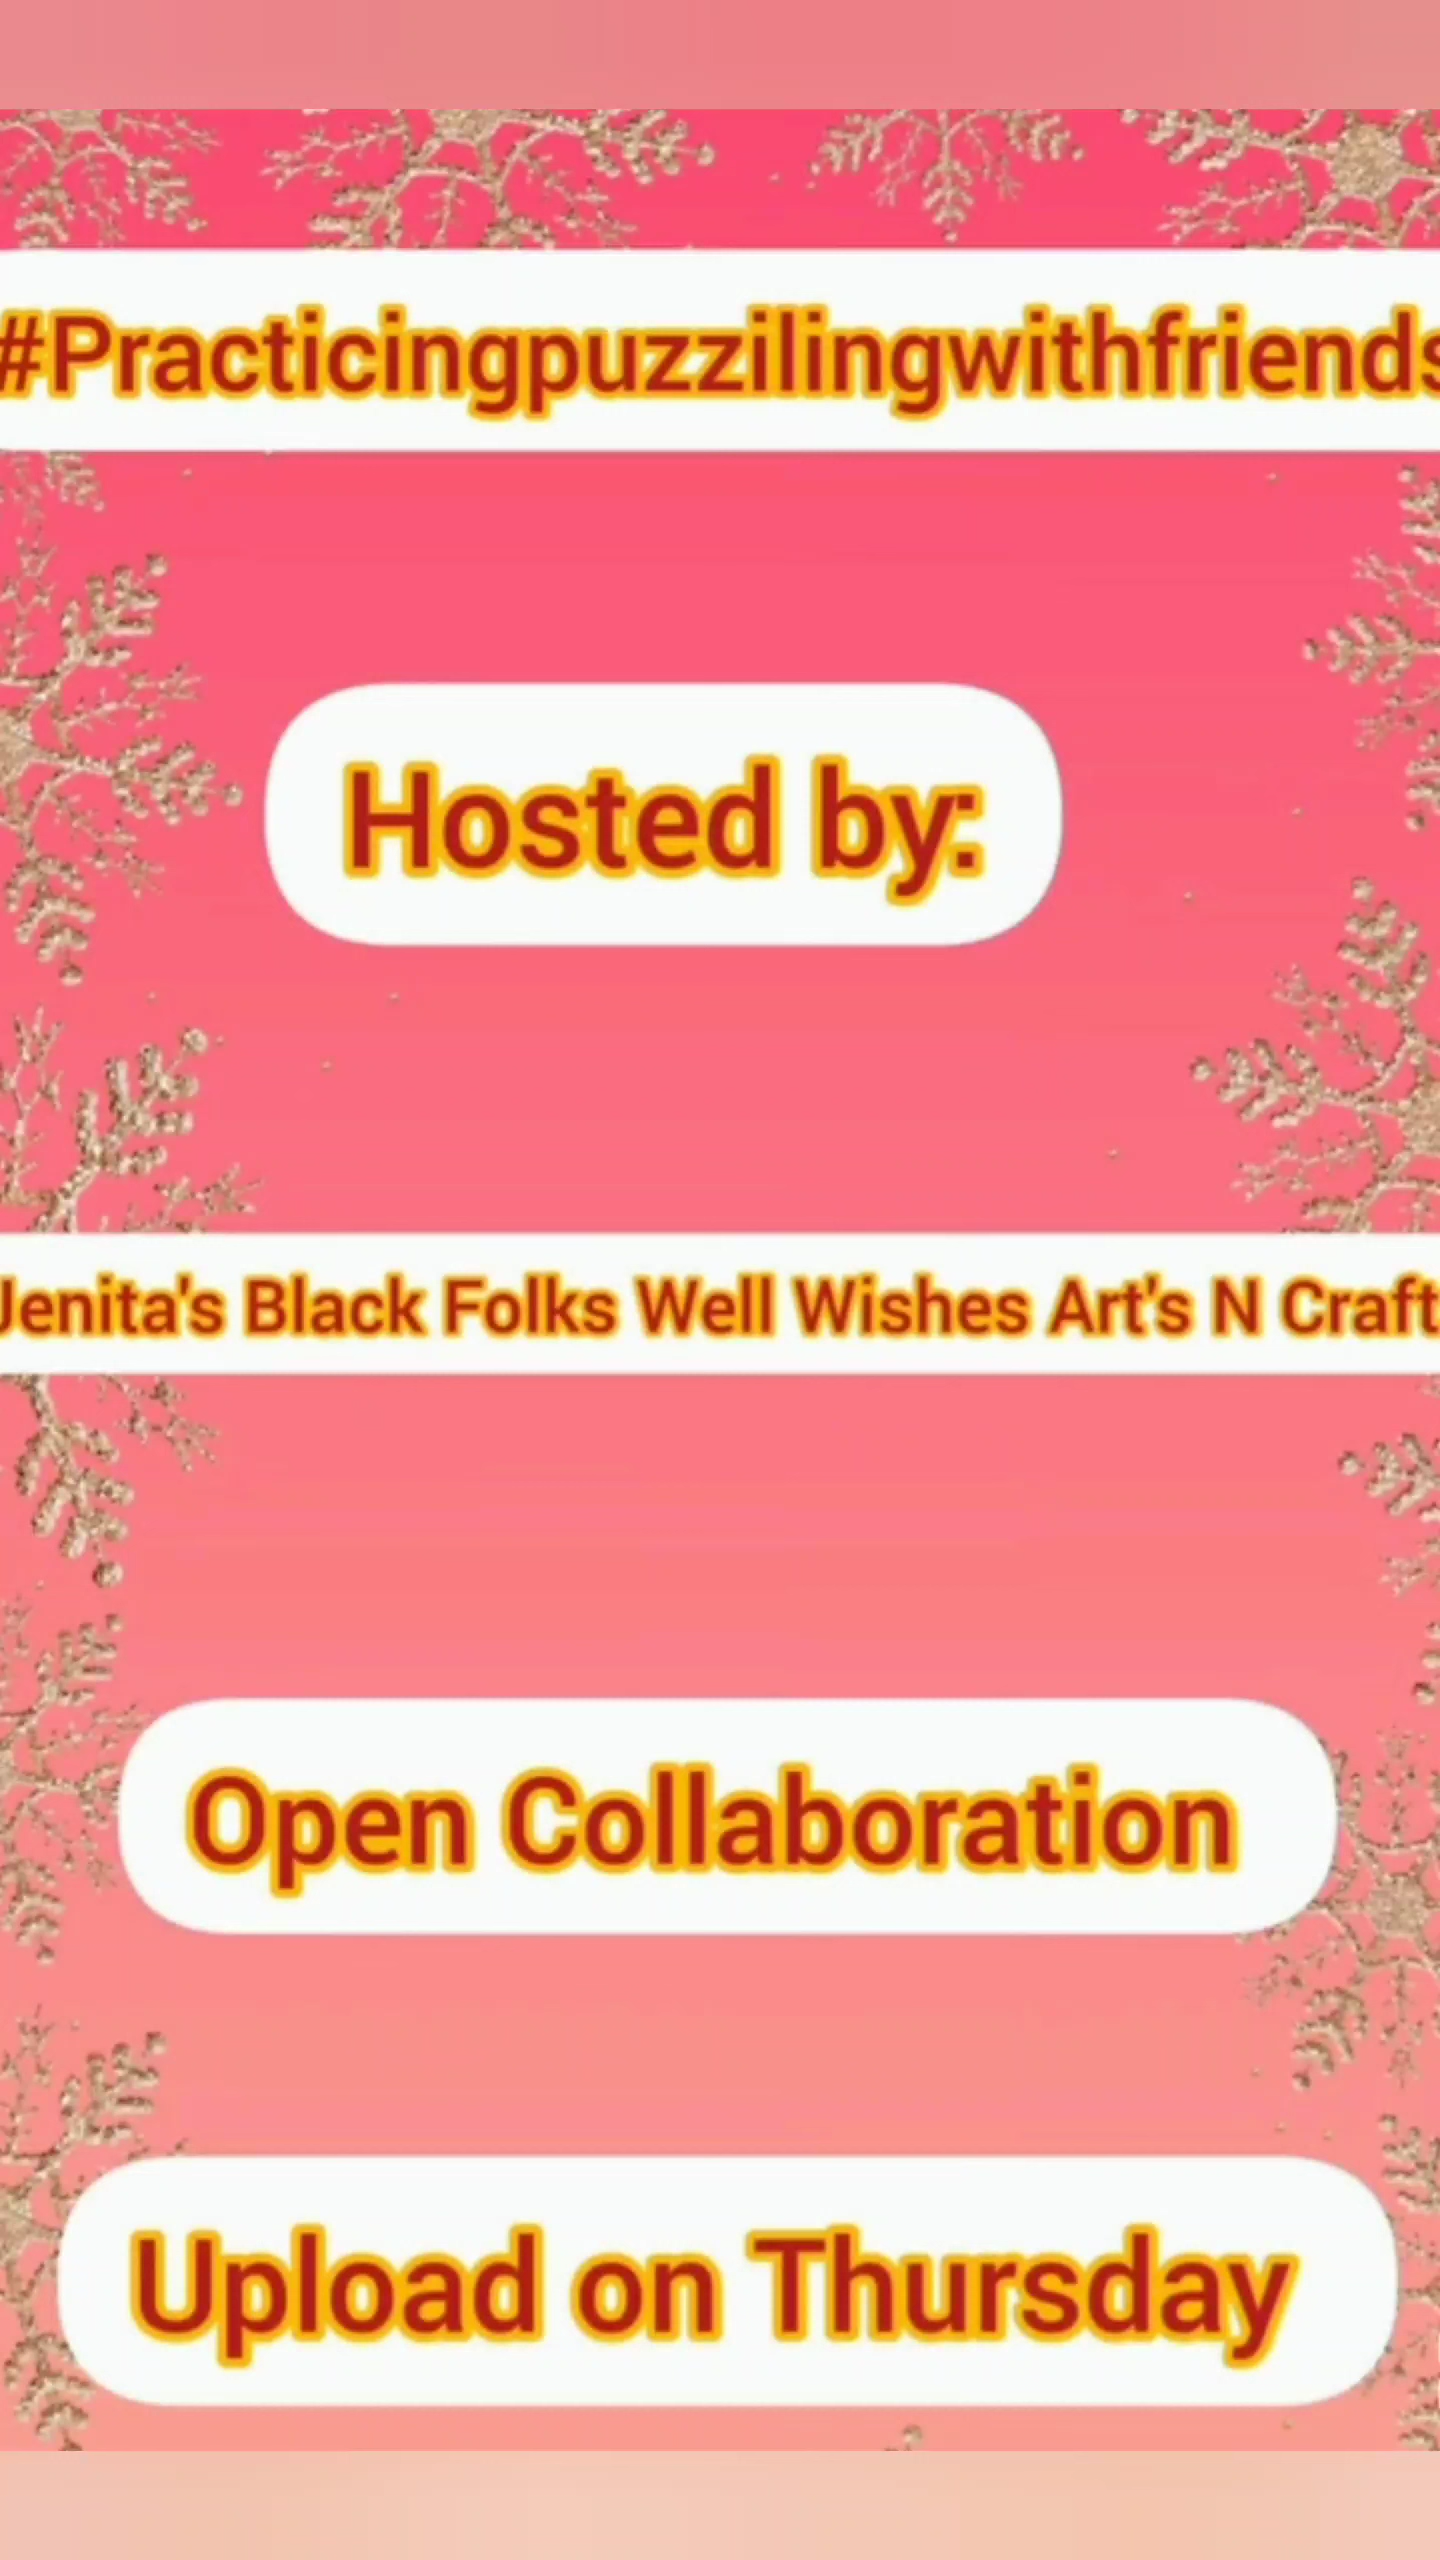 #Practicingpuzzilingwithfriends
Hosted by:
Jenita's Black Folks Well Wishes Art's N Craft
Open Collaboration
Upload on Thursday